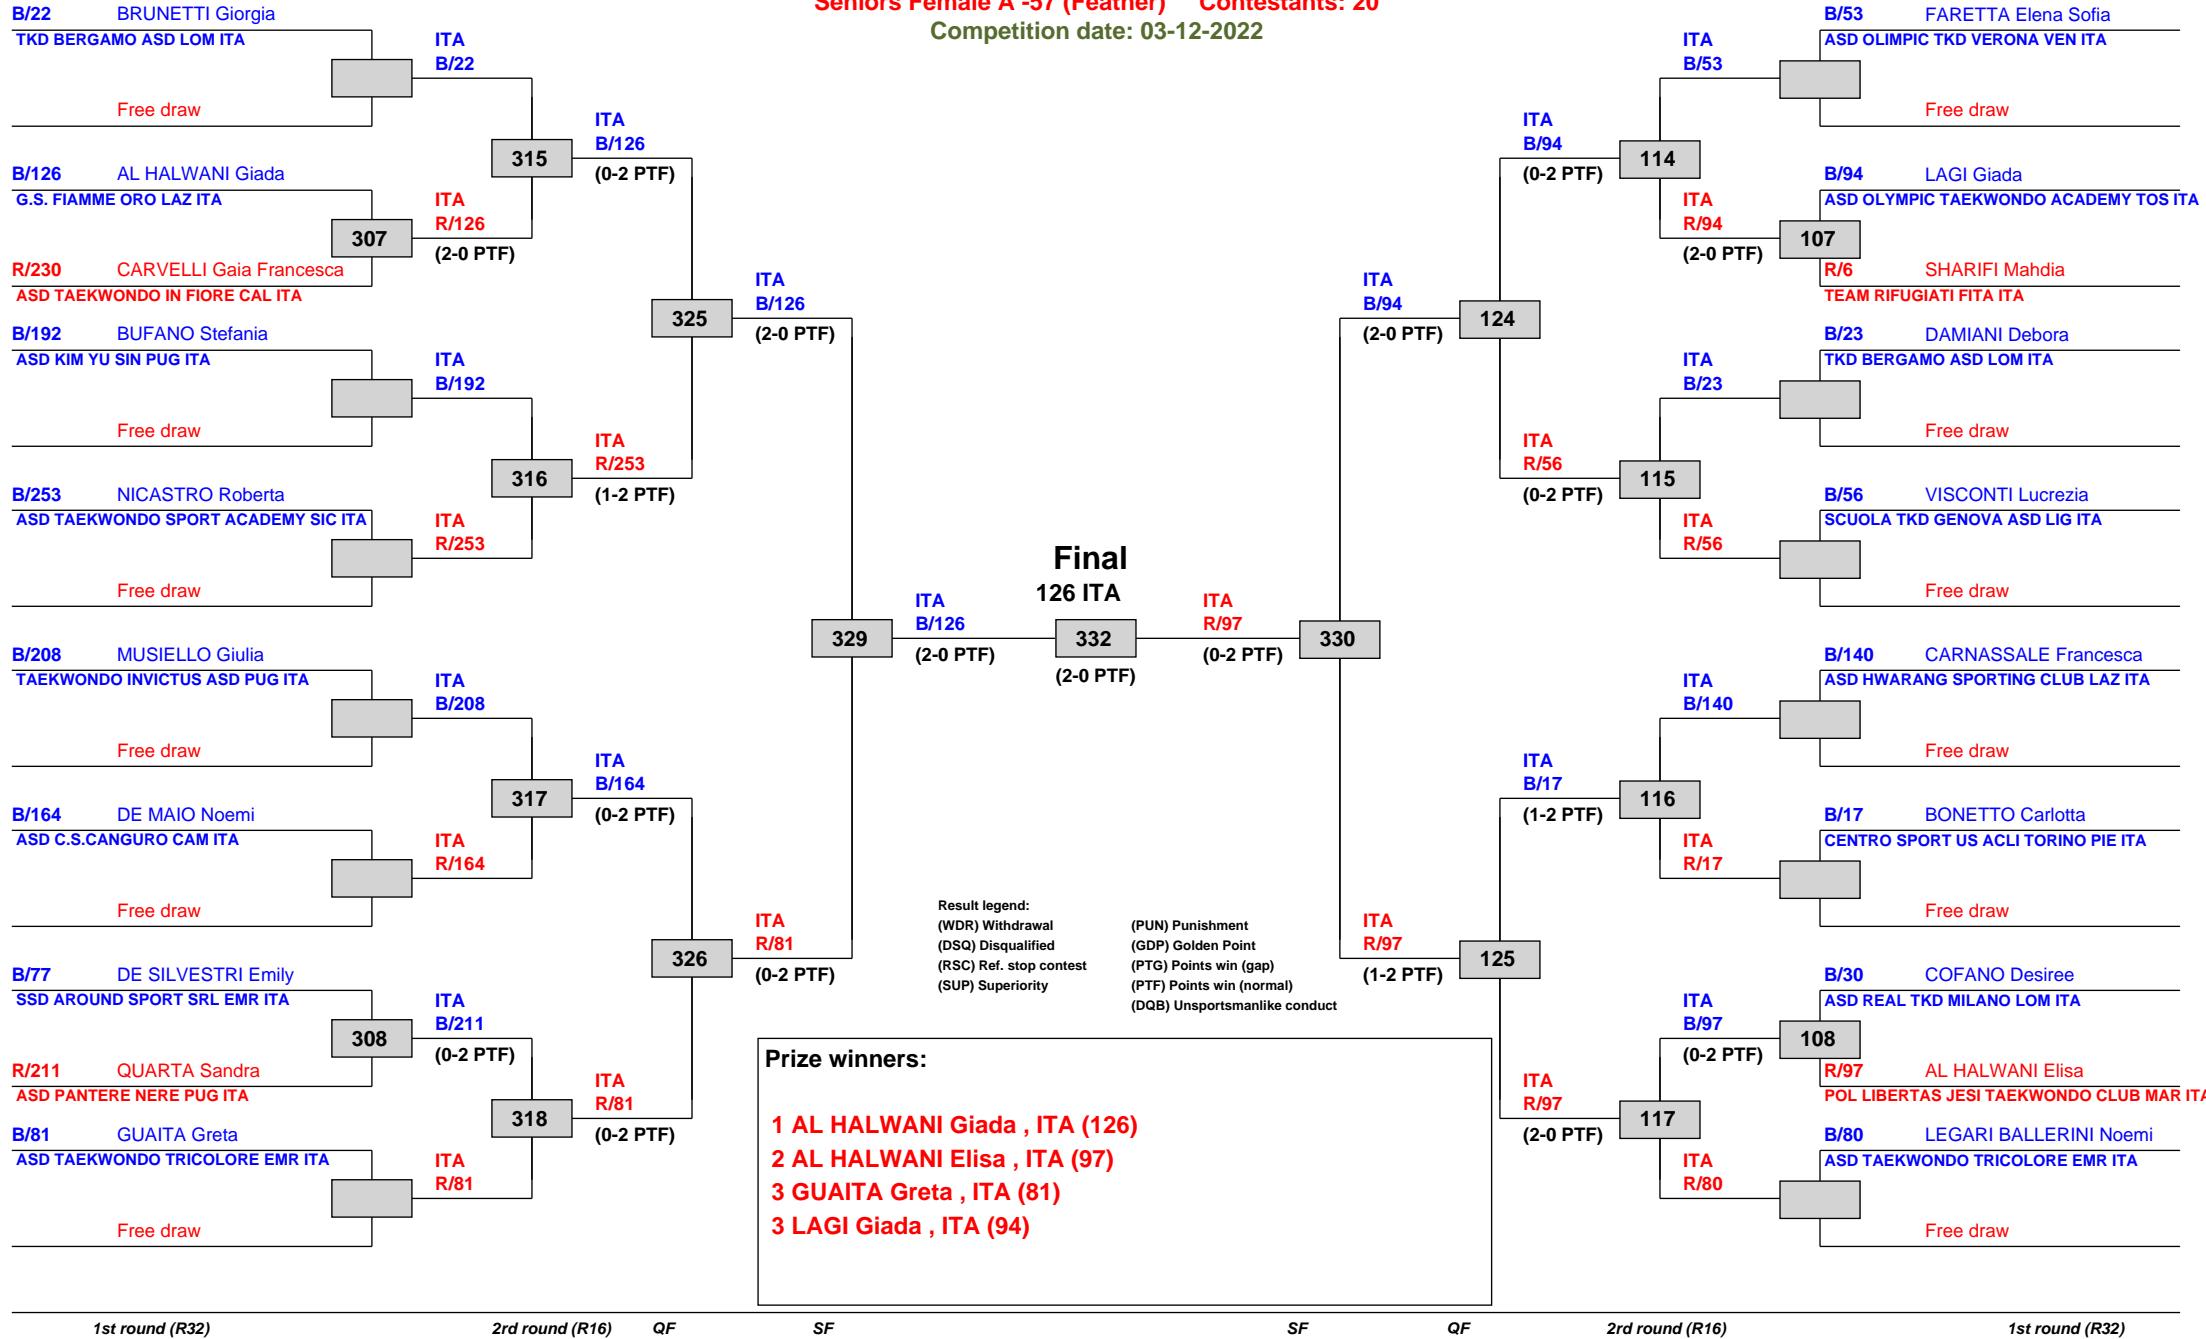 Seniors Female A -57 (Feather) Contestants: 20
Competition date: 03-12-2022
B/22 BRUNETTI Giorgia
TKD BERGAMO ASD LOM ITA
Free draw
B/126 AL HALWANI Giada
G.S. FIAMME ORO LAZ ITA
307
R/230 CARVELLI Gaia Francesca
ASD TAEKWONDO IN FIORE CAL ITA
B/192 BUFANO Stefania
ASD KIM YU SIN PUG ITA
Free draw
B/253 NICASTRO Roberta
ASD TAEKWONDO SPORT ACADEMY SIC ITA
Free draw
B/208 MUSIELLO Giulia
TAEKWONDO INVICTUS ASD PUG ITA
Free draw
B/164 DE MAIO Noemi
ASD C.S.CANGURO CAM ITA
Free draw
B/77 DE SILVESTRI Emily
SSD AROUND SPORT SRL EMR ITA
308
R/211 QUARTA Sandra
ASD PANTERE NERE PUG ITA
B/81 GUAITA Greta
ASD TAEKWONDO TRICOLORE EMR ITA
Free draw
ITA
B/22
315
ITA
R/126
(2-0 PTF)
ITA
B/192
316
ITA
R/253
ITA
B/208
317
ITA
R/164
ITA
B/211
(0-2 PTF)
318
ITA
R/81
ITA
B/126
(0-2 PTF)
325
ITA
R/253
(1-2 PTF)
ITA
B/164
(0-2 PTF)
326
ITA
R/81
(0-2 PTF)
ITA
B/126
(2-0 PTF)
329
ITA
R/81
(0-2 PTF)
ITA
B/126
(2-0 PTF)
Final
126 ITA
332
(2-0 PTF)
ITA
R/97
(0-2 PTF)
330
ITA
B/94
(2-0 PTF)
124
ITA
R/97
(1-2 PTF)
125
ITA
B/94
(0-2 PTF)
114
ITA
R/56
(0-2 PTF)
115
ITA
B/17
(1-2 PTF)
116
ITA
R/97
(2-0 PTF)
117
ITA
B/53
ITA
R/94
(2-0 PTF)
107
ITA
B/23
ITA
R/56
ITA
B/140
ITA
R/17
ITA
B/97
(0-2 PTF)
108
ITA
R/80
B/53 FARETTA Elena Sofia
ASD OLIMPIC TKD VERONA VEN ITA
Free draw
B/94 LAGI Giada
ASD OLYMPIC TAEKWONDO ACADEMY TOS ITA
R/6 SHARIFI Mahdia
TEAM RIFUGIATI FITA ITA
B/23 DAMIANI Debora
TKD BERGAMO ASD LOM ITA
Free draw
B/56 VISCONTI Lucrezia
SCUOLA TKD GENOVA ASD LIG ITA
Free draw
B/140 CARNASSALE Francesca
ASD HWARANG SPORTING CLUB LAZ ITA
Free draw
B/17 BONETTO Carlotta
CENTRO SPORT US ACLI TORINO PIE ITA
Free draw
B/30 COFANO Desiree
ASD REAL TKD MILANO LOM ITA
R/97 AL HALWANI Elisa
POL LIBERTAS JESI TAEKWONDO CLUB MAR ITA
B/80 LEGARI BALLERINI Noemi
ASD TAEKWONDO TRICOLORE EMR ITA
Free draw
Result legend:
(WDR) Withdrawal
(DSQ) Disqualified
(RSC) Ref. stop contest
(SUP) Superiority
(PUN) Punishment
(GDP) Golden Point
(PTG) Points win (gap)
(PTF) Points win (normal)
(DQB) Unsportsmanlike conduct
Prize winners:
1 AL HALWANI Giada , ITA (126)
2 AL HALWANI Elisa , ITA (97)
3 GUAITA Greta , ITA (81)
3 LAGI Giada , ITA (94)
1st round (R32) 2rd round (R16) QF SF SF QF 2rd round (R16) 1st round (R32)